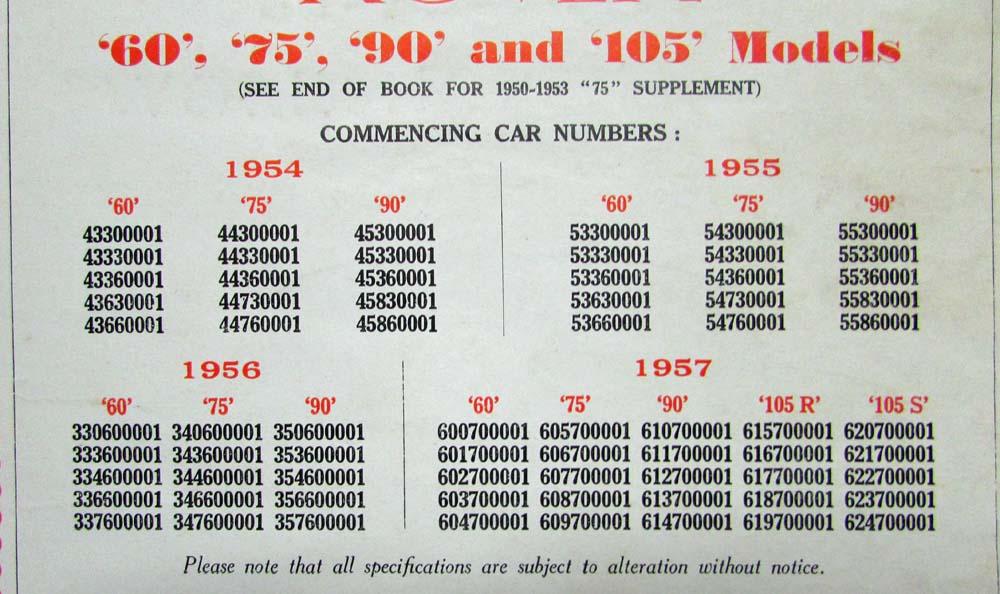 ‘60’, ‘75’, ‘90’ and ‘105’ Models
(SEE END OF BOOK FOR 1950-1953 “75” SUPPLEMENT)
COMMENCING CAR NUMBERS :
1954
‘60’ ‘75’ ‘90’
43300001 44300001 45300001
43330001 44330001 45330001
43360001 44360001 45360001
43630001 44730001 45830001
43660001 44760001 45860001
1955
‘60’ ‘75’ ‘90’
53300001 54300001 55300001
53330001 54330001 55330001
53360001 54360001 55360001
53630001 54730001 55830001
53660001 54760001 55860001
1956
‘60’ ‘75’ ‘90’
330600001 340600001 350600001
333600001 343600001 353600001
334600001 344600001 354600001
336600001 346600001 356600001
337600001 347600001 357600001
1957
‘60’ ‘75’ ‘90’ ‘105 R’ ‘105 S’
600700001 605700001 610700001 615700001 620700001
601700001 606700001 611700001 616700001 621700001
602700001 607700001 612700001 617700001 622700001
603700001 608700001 613700001 618700001 623700001
604700001 609700001 614700001 619700001 624700001
Please note that all specifications are subject to alteration without notice.